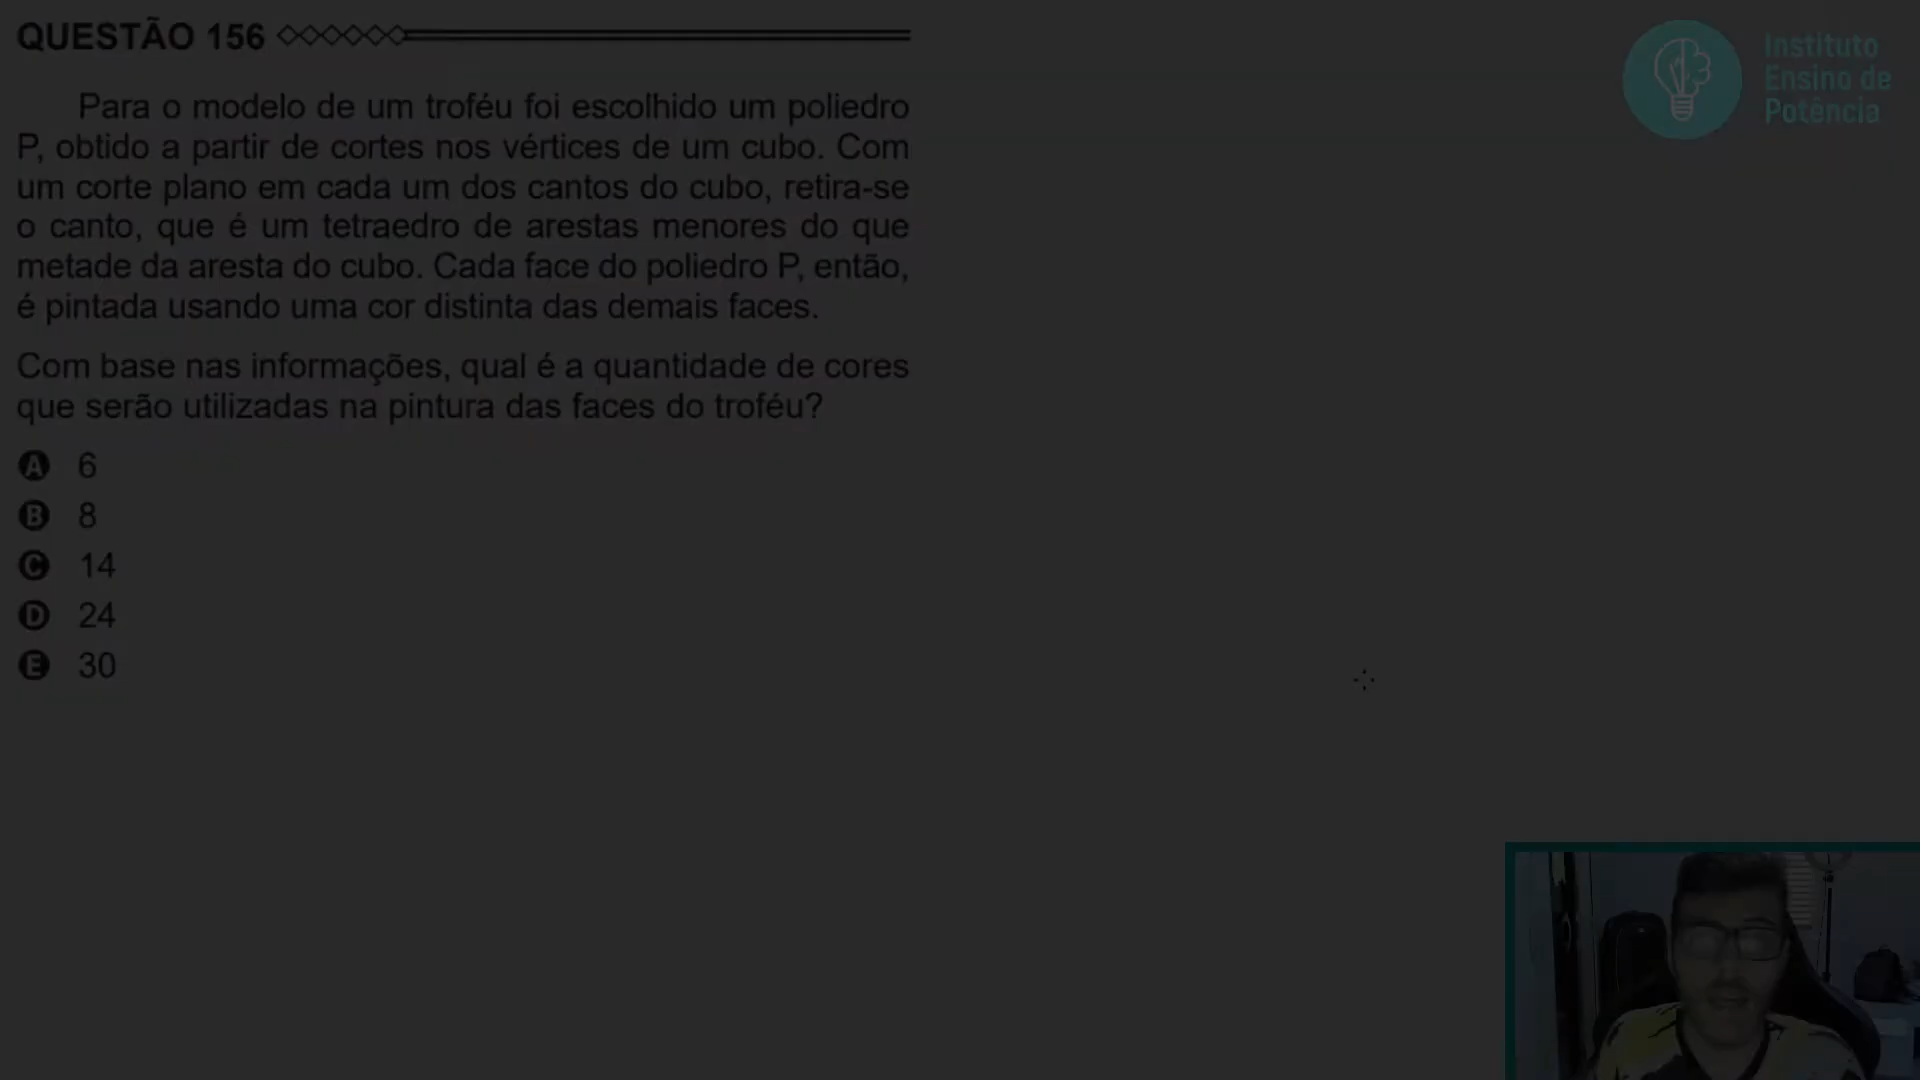 QUESTÃO 156
Instituto
Ensino de
Potência
Para o modelo de um troféu foi escolhido um poliedro
P, obtido a partir de cortes nos vértices de um cubo. Com
um corte plano em cada um dos cantos do cubo, retira-se
o canto, que é um tetraedro de arestas menores do que
metade da aresta do cubo. Cada face do poliedro P, então,
é pintada usando uma cor distinta das demais faces.
Com base nas informações, qual é a quantidade de cores
que serão utilizadas na pintura das faces do troféu?
A 6
B 8
C 14
D 24
E 30